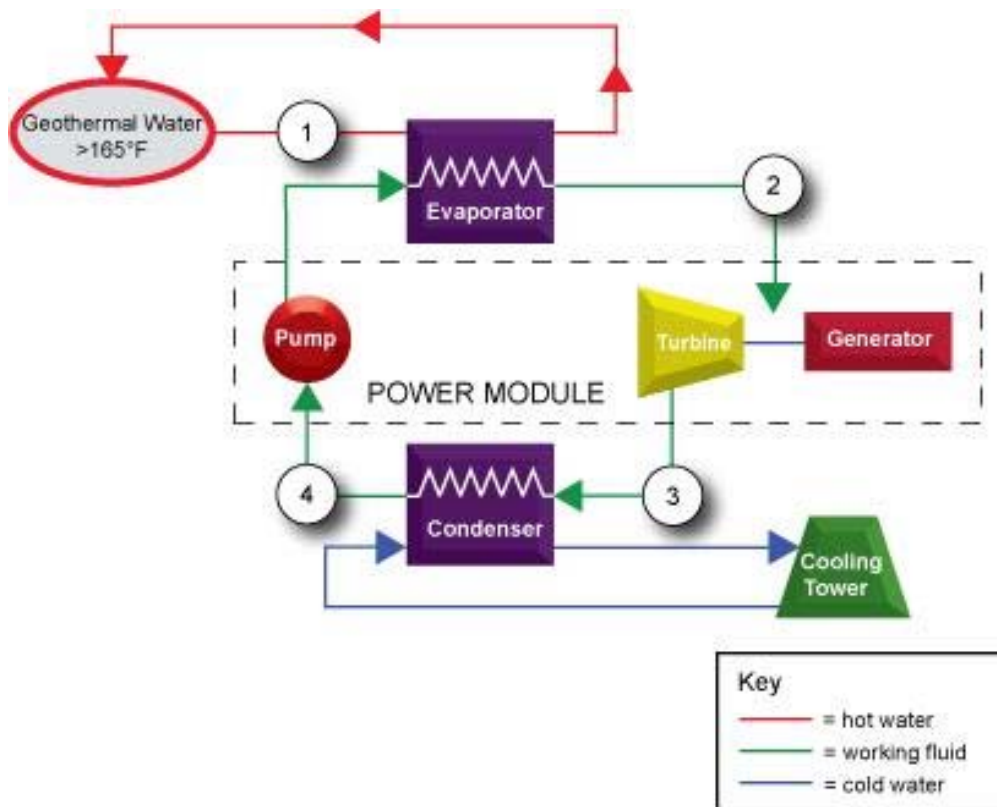 Geothermal Water
>165°F
1
Evaporator
2
Pump
Turbine
Generator
POWER MODULE
4
Condenser
3
Cooling
Tower
Key
= hot water
= working fluid
= cold water